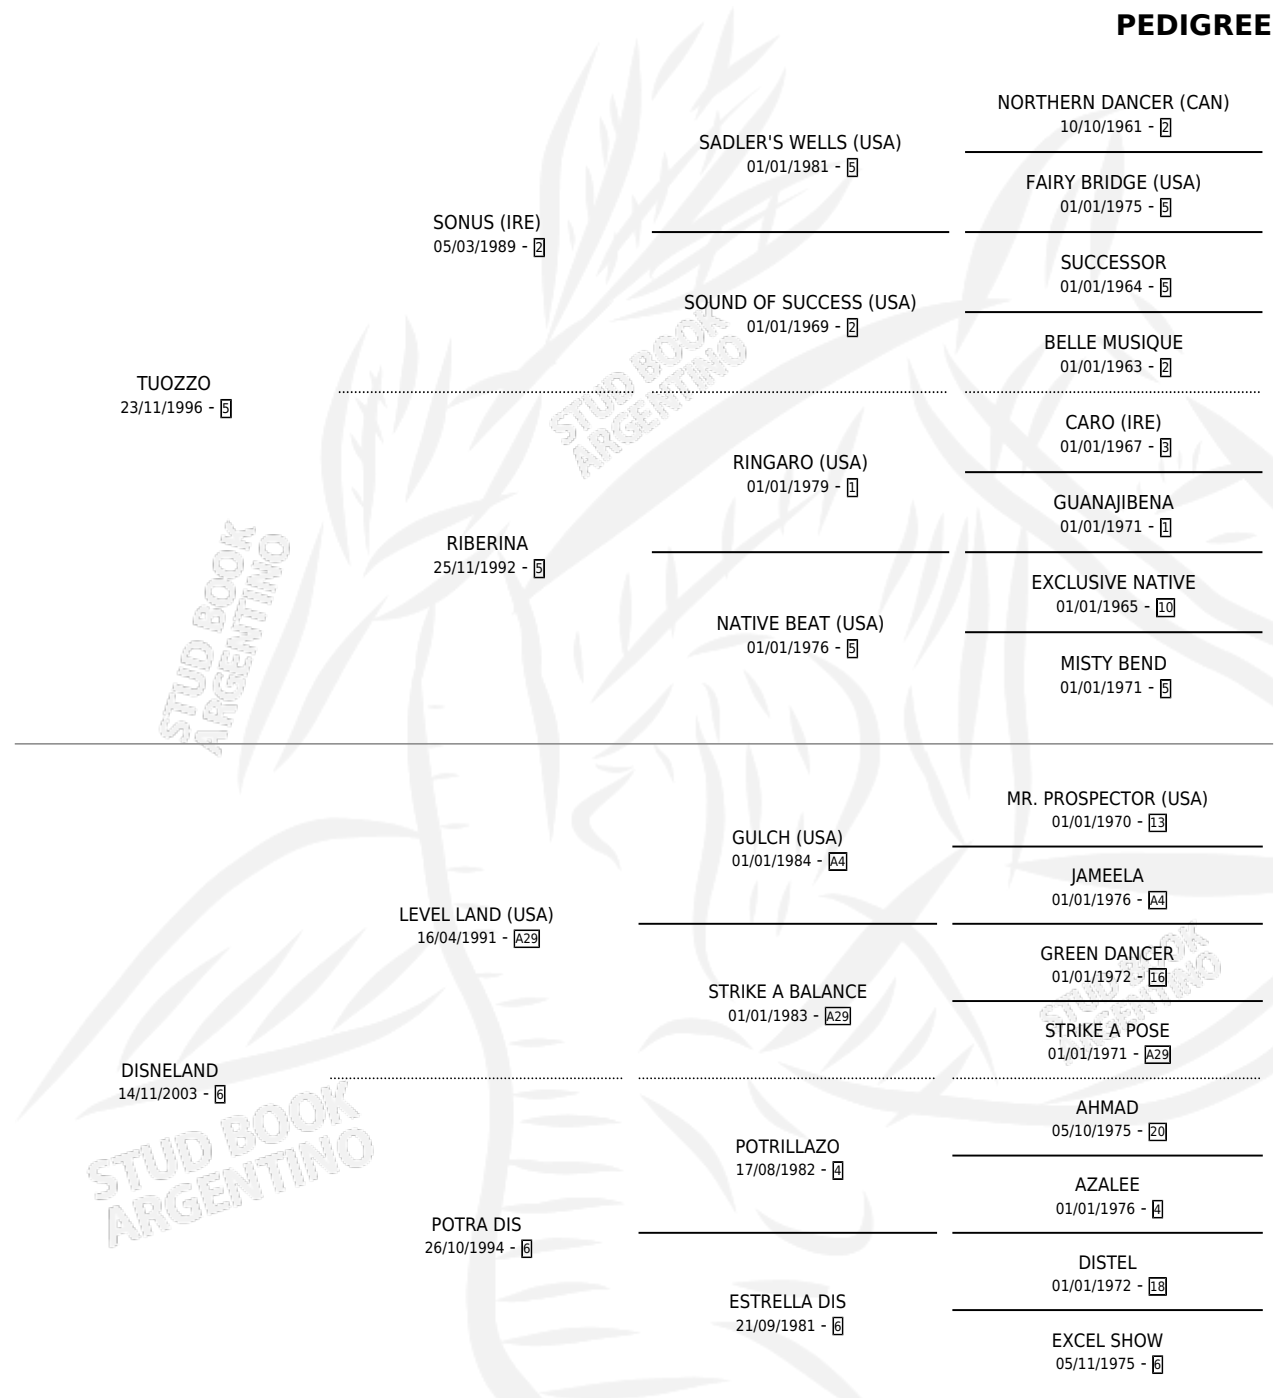 PEDIGREE
NORTHERN DANCER (CAN)
10/10/1961 - 2
SADLER'S WELLS (USA)
01/01/1981 - 5
FAIRY BRIDGE (USA)
01/01/1975 - 5
SONUS (IRE)
05/03/1989 - 2
SUCCESSOR
01/01/1964 - 5
SOUND OF SUCCESS (USA)
01/01/1969 - 2
BELLE MUSIQUE
01/01/1963 - 2
TUOZZO
23/11/1996 - 5
CARO (IRE)
01/01/1967 - 3
RINGARO (USA)
01/01/1979 - 1
GUANAJIBENA
01/01/1971 - 1
RIBERINA
25/11/1992 - 5
EXCLUSIVE NATIVE
01/01/1965 - 10
NATIVE BEAT (USA)
01/01/1976 - 5
MISTY BEND
01/01/1971 - 5
MR. PROSPECTOR (USA)
01/01/1970 - 13
GULCH (USA)
01/01/1984 - A4
JAMEELA
01/01/1976 - A4
LEVEL LAND (USA)
16/04/1991 - A29
GREEN DANCER
01/01/1972 - 16
STRIKE A BALANCE
01/01/1983 - A29
STRIKE A POSE
01/01/1971 - A29
DISNELAND
14/11/2003 - 6
AHMAD
05/10/1975 - 20
POTRILLAZO
17/08/1982 - 4
AZALEE
01/01/1976 - 4
POTRA DIS
26/10/1994 - 6
DISTEL
01/01/1972 - 18
ESTRELLA DIS
21/09/1981 - 6
EXCEL SHOW
05/11/1975 - 6
STUD BOOK
ARGENTINO
STUD BOOK
ARGENTINO
STUD BOOK
ARGENTINO
STUD BOOK
ARGENTINO